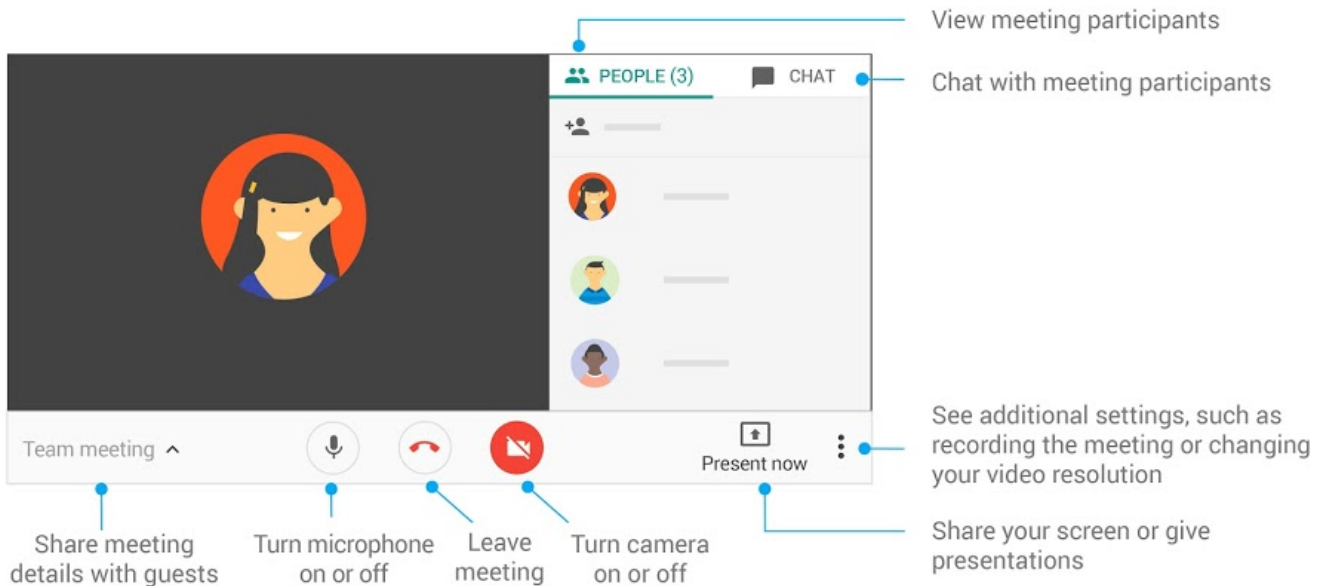 View meeting participants
PEOPLE (3)
CHAT
Chat with meeting participants
Team meeting
Present now
See additional settings, such as
recording the meeting or changing
your video resolution
Share meeting
details with guests
Turn microphone
on or off
Leave
meeting
Turn camera
on or off
Share your screen or give
presentations